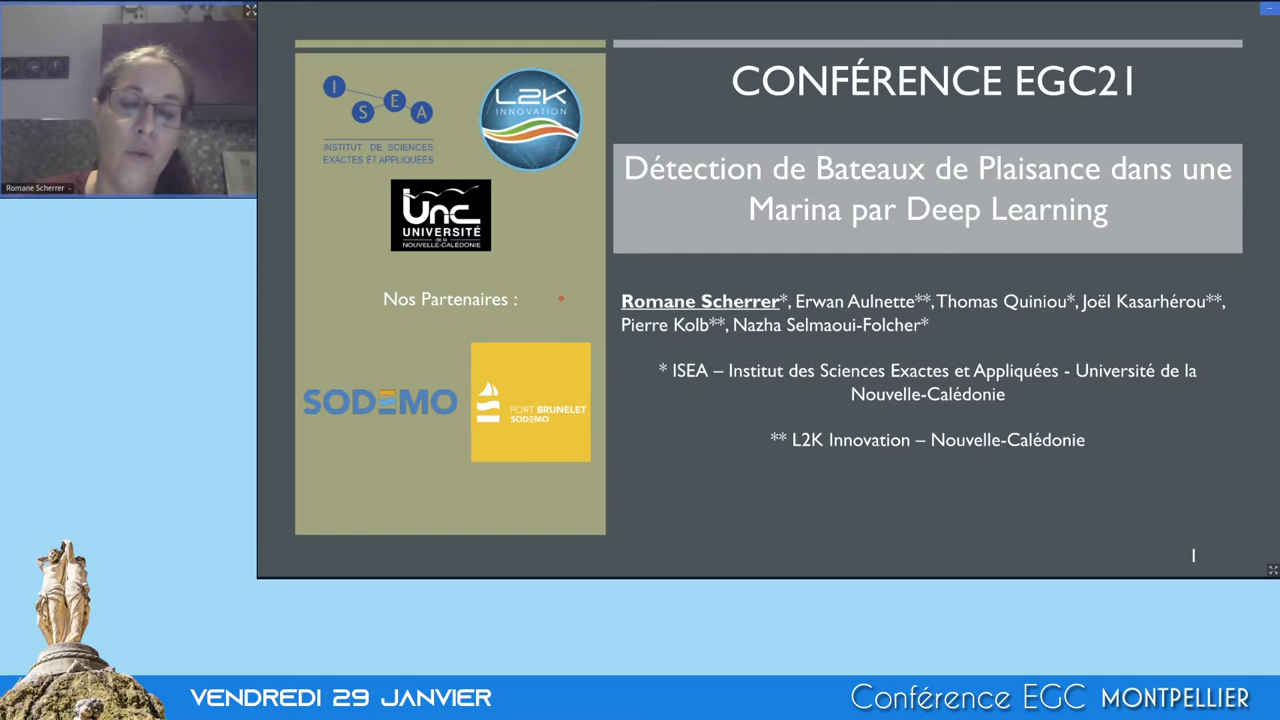 Romane Scherrer
I
S
E
A
INSTITUT DE SCIENCES
EXACTES ET APPLIQUÉES
L2K
INNOVATION
unc
UNIVERSITÉ
de la
NOUVELLE-CALÉDONIE
Nos Partenaires :
SODEMO
PORT BRUNELET
SODEMO
CONFÉRENCE EGC21
Détection de Bateaux de Plaisance dans une
Marina par Deep Learning
Romane Scherrer*, Erwan Aulnette**, Thomas Quiniou*, Joël Kasarhérou**,
Pierre Kolb**, Nazha Selmaoui-Folcher*
* ISEA – Institut des Sciences Exactes et Appliquées - Université de la
Nouvelle-Calédonie
** L2K Innovation – Nouvelle-Calédonie
1
VENDREDI 29 JANVIER
Conférence EGC MONTPELLIER